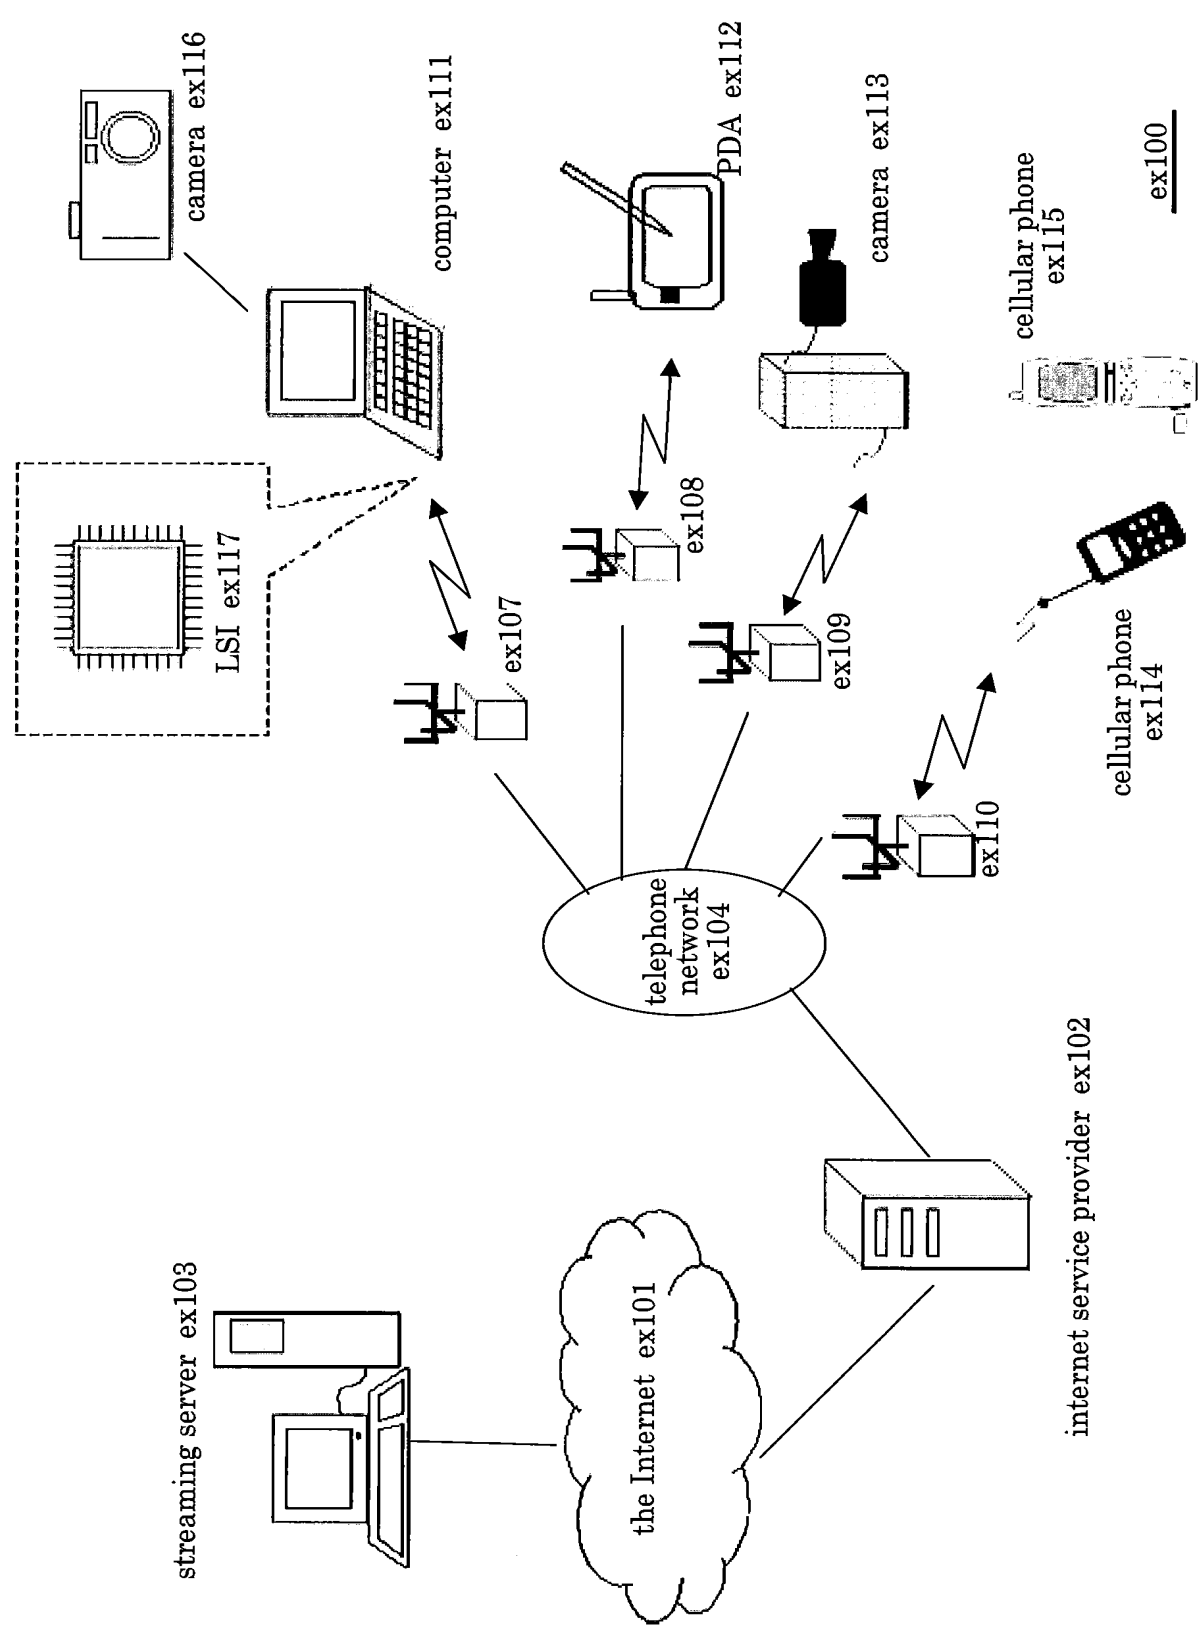 streaming server ex103
the Internet ex101
internet service provider ex102
telephone
network
ex104
LSI ex117
ex107
ex108
ex109
ex110
camera ex116
computer ex111
PDA ex112
camera ex113
cellular phone
ex114
cellular phone
ex115
ex100